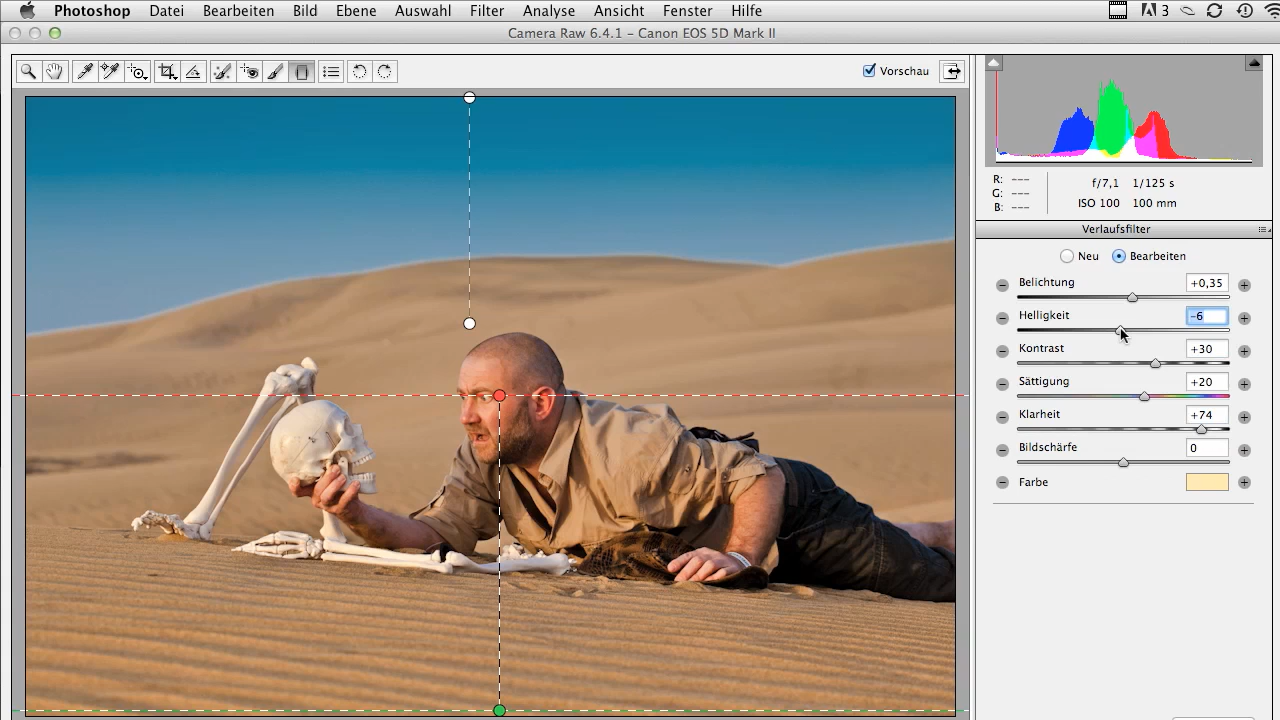 Photoshop Datei Bearbeiten Bild Ebene Auswahl Filter Analyse Ansicht Fenster Hilfe 3
Camera Raw 6.4.1 - Canon EOS 5D Mark II
Vorschau
R: ---
G: ---
B: ---
f/7,1 1/125 s
ISO 100 100 mm
Verlaufsfilter
Neu Bearbeiten
Belichtung +0,35
Helligkeit -6
Kontrast +30
Sättigung +20
Klarheit +74
Bildschärfe 0
Farbe